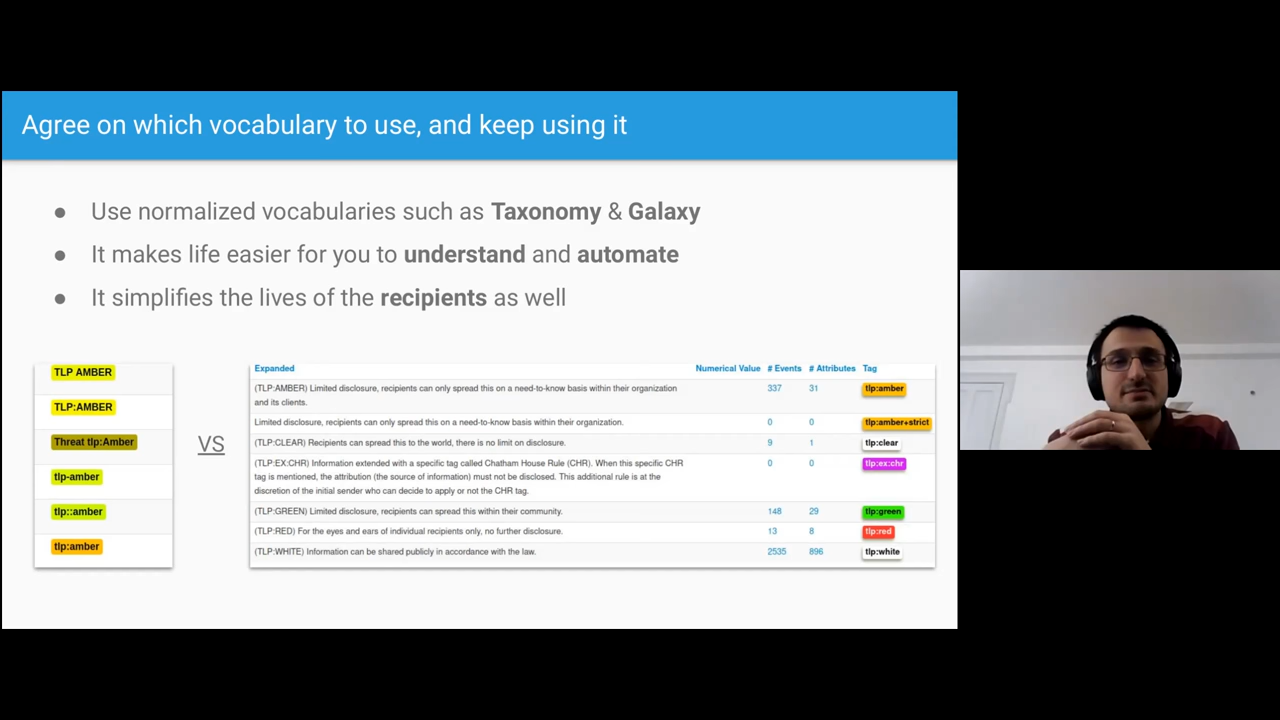 Agree on which vocabulary to use, and keep using it
● Use normalized vocabularies such as Taxonomy & Galaxy
● It makes life easier for you to understand and automate
● It simplifies the lives of the recipients as well
TLP AMBER
TLP:AMBER
Threat tlp:Amber
tlp-amber
tlp::amber
tlp:amber
VS
Expanded Numerical Value # Events # Attributes Tag
(TLP:AMBER) Limited disclosure, recipients can only spread this on a need-to-know basis within their organization
and its clients.
337 31 tlp:amber
Limited disclosure, recipients can only spread this on a need-to-know basis within their organization. 0 0 tlp:amber+strict
(TLP:CLEAR) Recipients can spread this to the world, there is no limit on disclosure. 9 1 tlp:clear
(TLP:EX:CHR) Information extended with a specific tag called Chatham House Rule (CHR). When this specific CHR
tag is mentioned, the attribution (the source of information) must not be disclosed. This additional rule is at the
discretion of the initial sender who can decide to apply or not the CHR tag.
0 0 tlp:ex:chr
(TLP:GREEN) Limited disclosure, recipients can spread this within their community. 148 29 tlp:green
(TLP:RED) For the eyes and ears of individual recipients only, no further disclosure. 13 8 tlp:red
(TLP:WHITE) Information can be shared publicly in accordance with the law. 2535 896 tlp:white